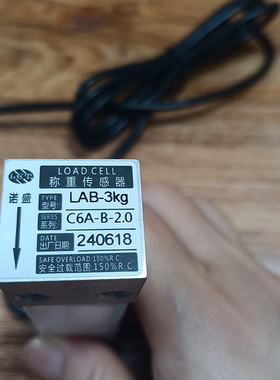 LOAD CELL
称重传感器
诺盛
TYPE
型号:
LAB-3kg
SERIES
系列:
C6A-B-2.0
DATE
出厂日期
240618
SAFE OVERLOAD:150%R.C
安全过载范围:150%R.C